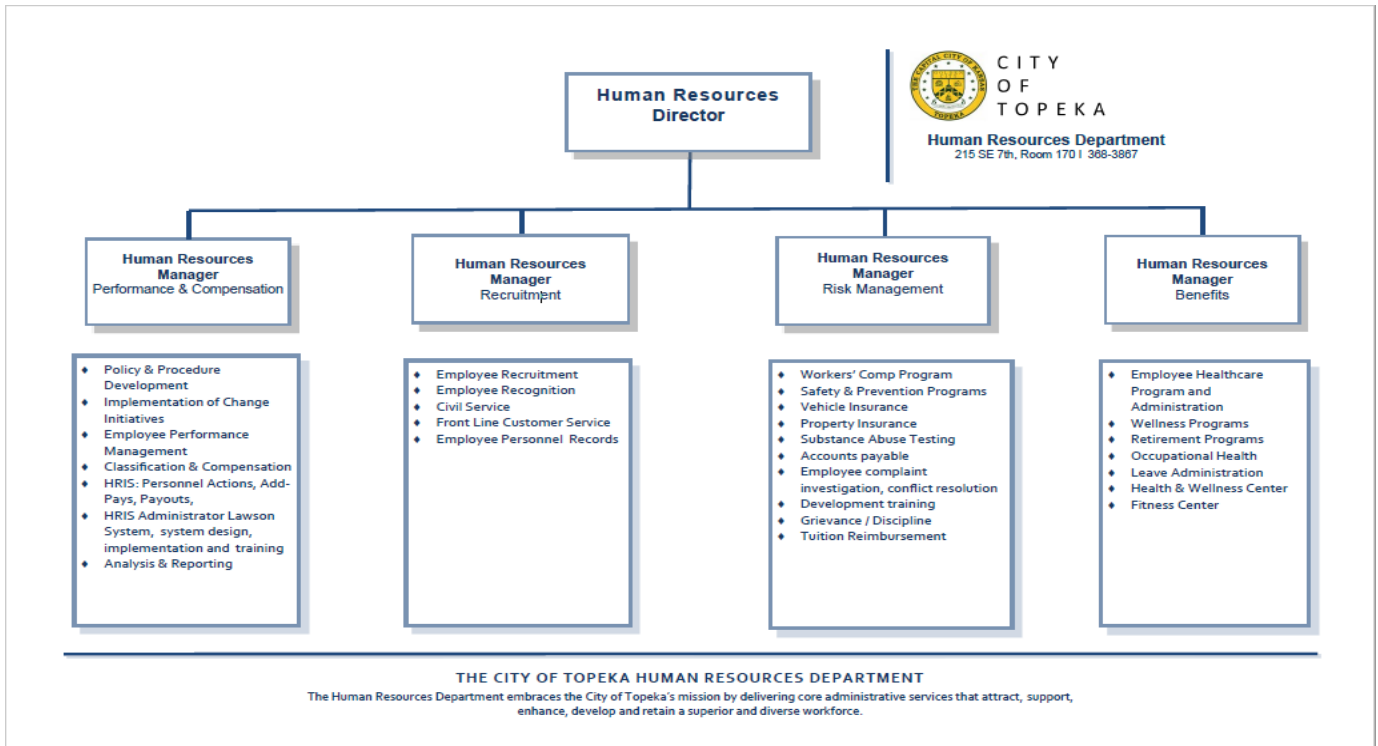 Human Resources
Director
THE CAPITAL CITY OF KANSAS
TOPEKA
CITY
OF
TOPEKA
Human Resources Department
215 SE 7th, Room 170 I 368-3867
Human Resources
Manager
Performance & Compensation
Human Resources
Manager
Recruitment
Human Resources
Manager
Risk Management
Human Resources
Manager
Benefits
♦ Policy & Procedure
Development
♦ Implementation of Change
Initiatives
♦ Employee Performance
Management
♦ Classification & Compensation
♦ HRIS: Personnel Actions, Add-
Pays, Payouts,
♦ HRIS Administrator Lawson
System, system design,
implementation and training
♦ Analysis & Reporting
♦ Employee Recruitment
♦ Employee Recognition
♦ Civil Service
♦ Front Line Customer Service
♦ Employee Personnel Records
♦ Workers' Comp Program
♦ Safety & Prevention Programs
♦ Vehicle Insurance
♦ Property Insurance
♦ Substance Abuse Testing
♦ Accounts payable
♦ Employee complaint
investigation, conflict resolution
♦ Development training
♦ Grievance / Discipline
♦ Tuition Reimbursement
♦ Employee Healthcare
Program and
Administration
♦ Wellness Programs
♦ Retirement Programs
♦ Occupational Health
♦ Leave Administration
♦ Health & Wellness Center
♦ Fitness Center
THE CITY OF TOPEKA HUMAN RESOURCES DEPARTMENT
The Human Resources Department embraces the City of Topeka's mission by delivering core administrative services that attract, support,
enhance, develop and retain a superior and diverse workforce.